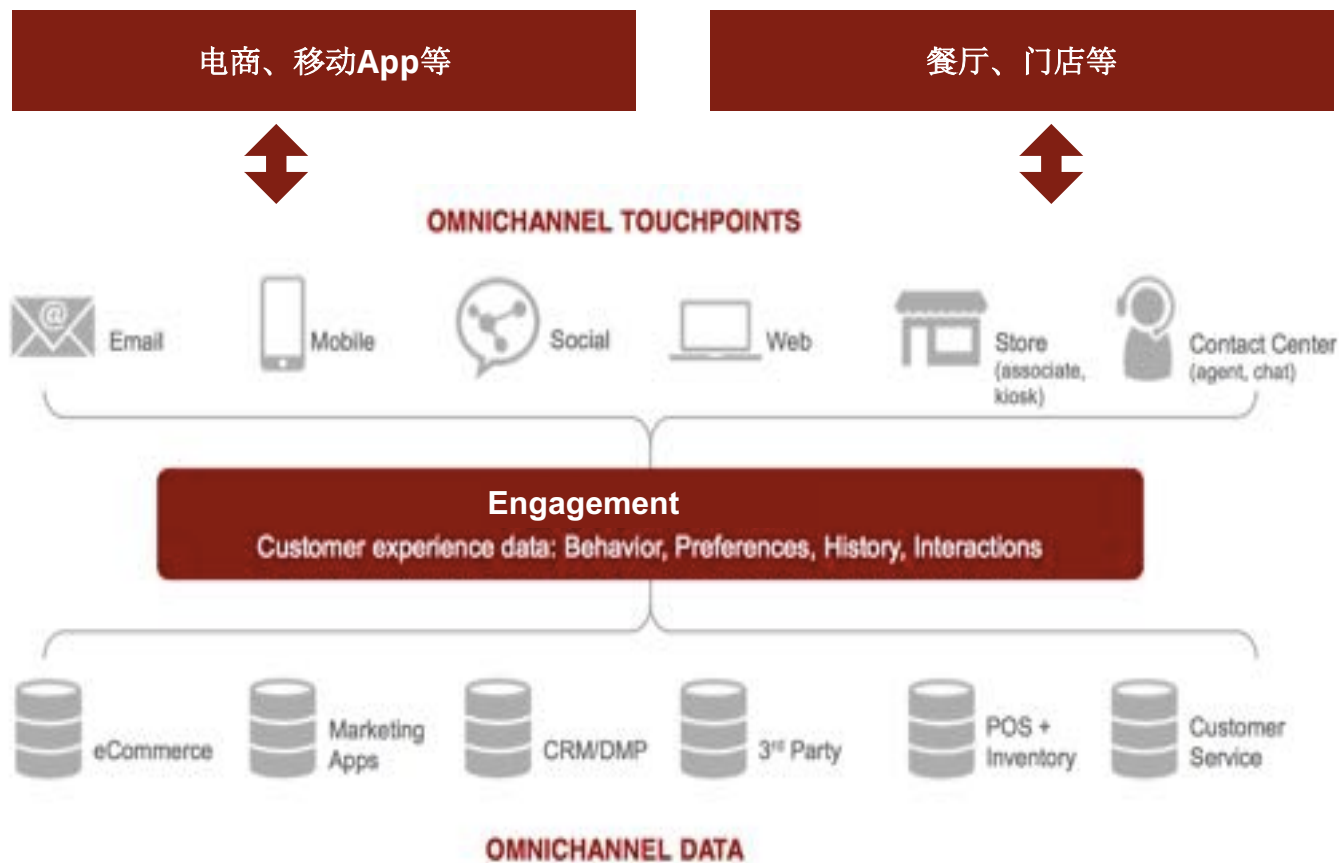 电商、移动App等
餐厅、门店等
OMNICHANNEL TOUCHPOINTS
@
Email
Mobile
Social
Web
Store
(associate,
kiosk)
Contact Center
(agent, chat)
Engagement
Customer experience data: Behavior, Preferences, History, Interactions
eCommerce
Marketing
Apps
CRM/DMP
3rd Party
POS +
Inventory
Customer
Service
OMNICHANNEL DATA